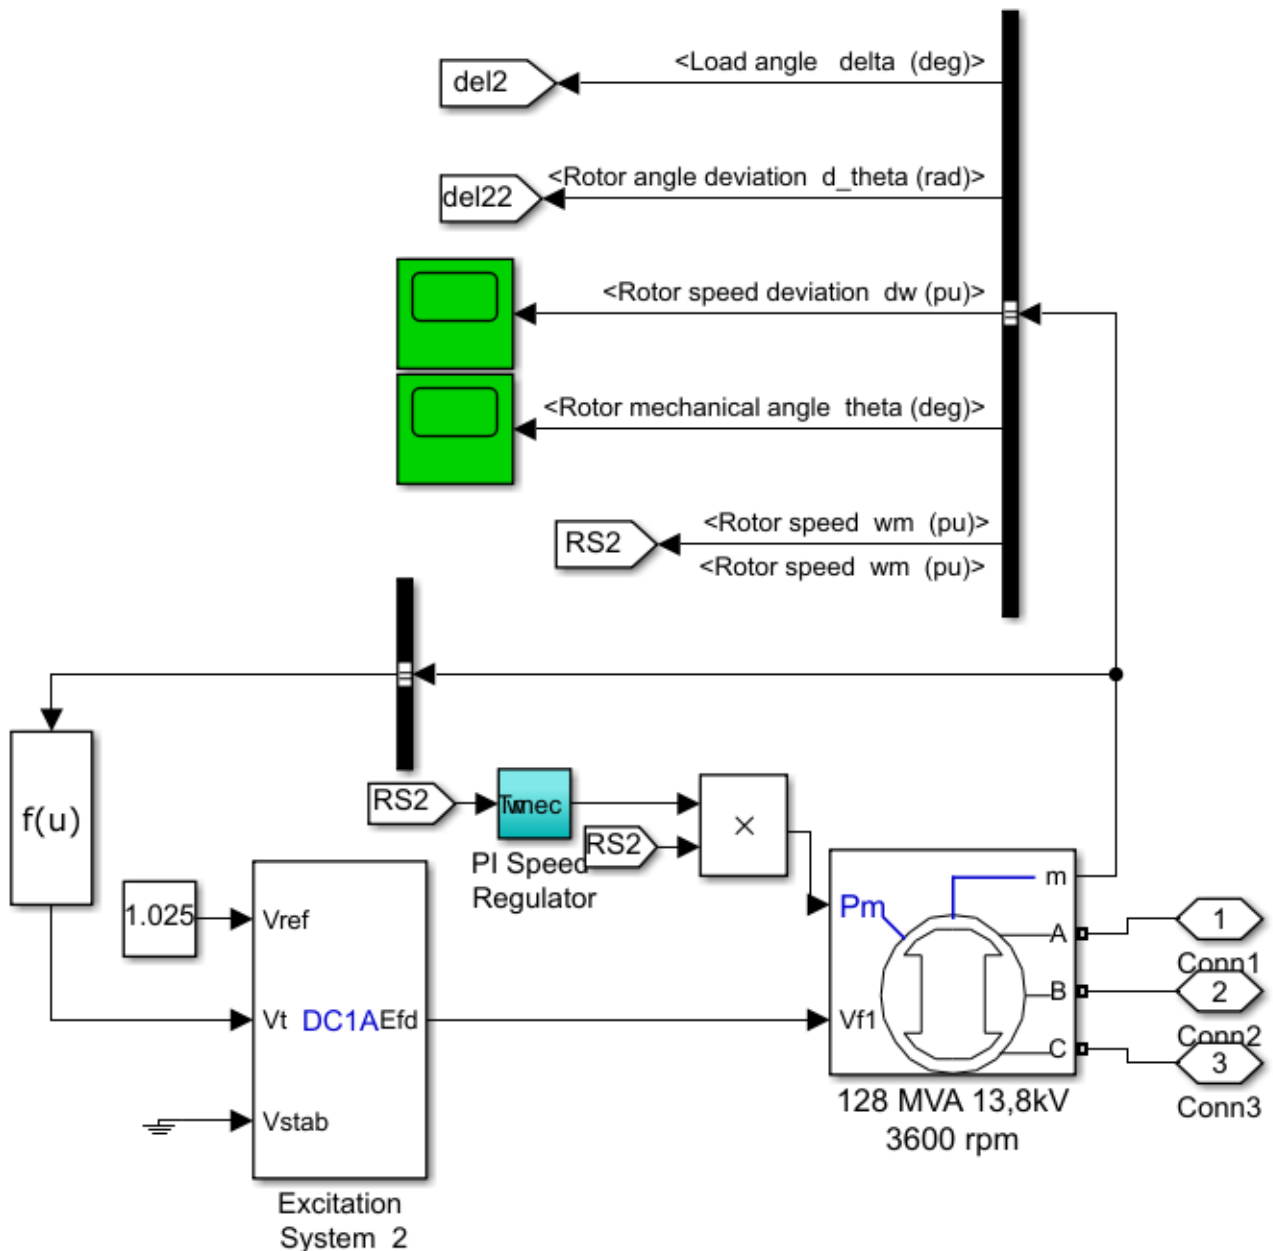 <Load angle delta (deg)>
del2
<Rotor angle deviation d_theta (rad)>
del22
<Rotor speed deviation dw (pu)>
<Rotor mechanical angle theta (deg)>
<Rotor speed wm (pu)>
RS2
<Rotor speed wm (pu)>
f(u)
RS2
RS2
×
PI Speed
Regulator
1.025
Vref
Vt
DC1A
Efd
Vstab
Excitation
System 2
Pm
m
A
B
C
Vf1
128 MVA 13,8kV
3600 rpm
1
Conn1
2
Conn2
3
Conn3